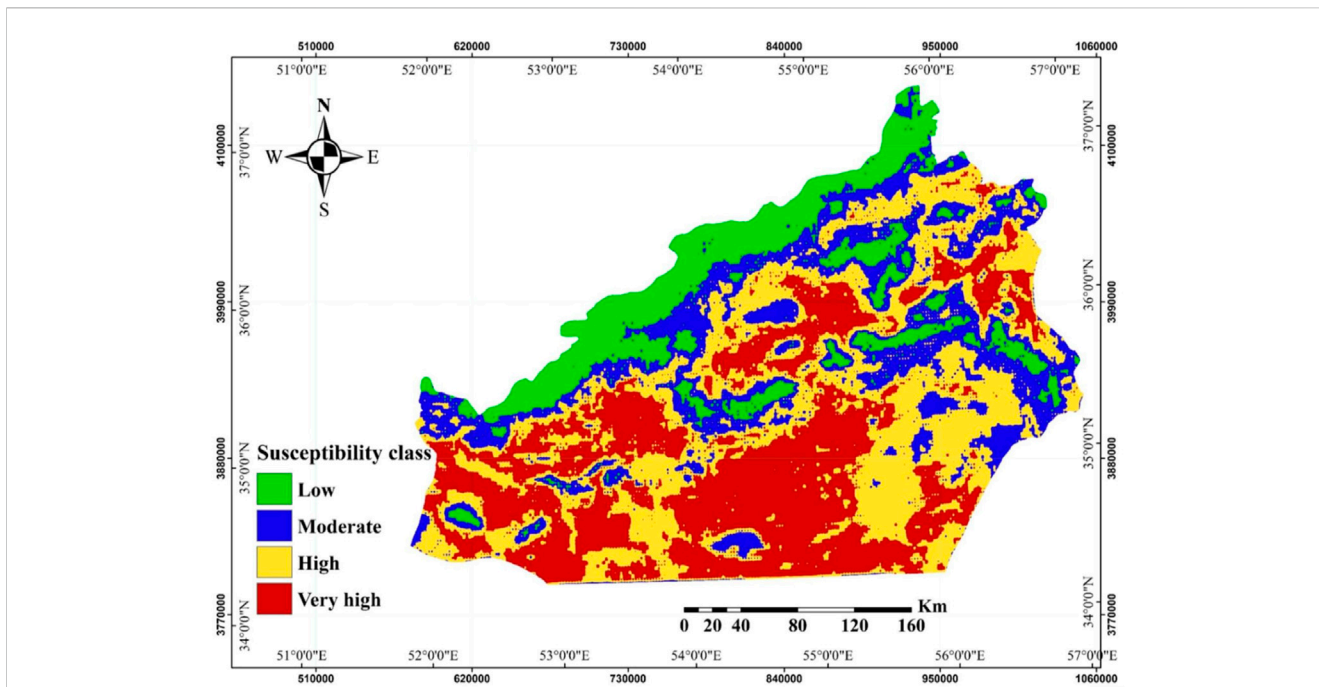 510000 620000 730000 840000 950000 1060000
51°0'0"E 52°0'0"E 53°0'0"E 54°0'0"E 55°0'0"E 56°0'0"E 57°0'0"E
N
W E
S
4100000 37°0'0"N 37°0'0"N 4100000
3990000 36°0'0"N 36°0'0"N 3990000
3880000 35°0'0"N 35°0'0"N 3880000
3770000 34°0'0"N 34°0'0"N 3770000
Susceptibility class
Low
Moderate
High
Very high
Km
0 20 40 80 120 160
51°0'0"E 52°0'0"E 53°0'0"E 54°0'0"E 55°0'0"E 56°0'0"E 57°0'0"E
510000 620000 730000 840000 950000 1060000